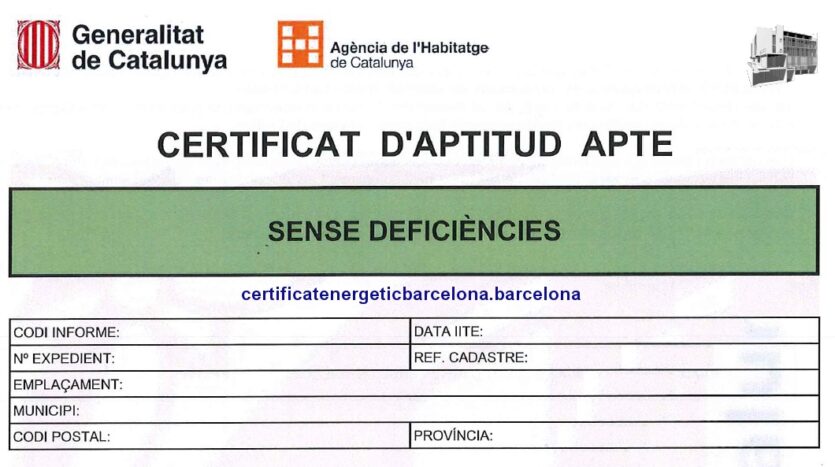 Generalitat
de Catalunya
Agència de l'Habitatge
de Catalunya
CERTIFICAT D'APTITUD APTE
SENSE DEFICIÈNCIES
certificatenergeticbarcelona.barcelona
CODI INFORME: DATA IITE:
Nº EXPEDIENT: REF. CADASTRE:
EMPLAÇAMENT:
MUNICIPI:
CODI POSTAL: PROVÍNCIA: